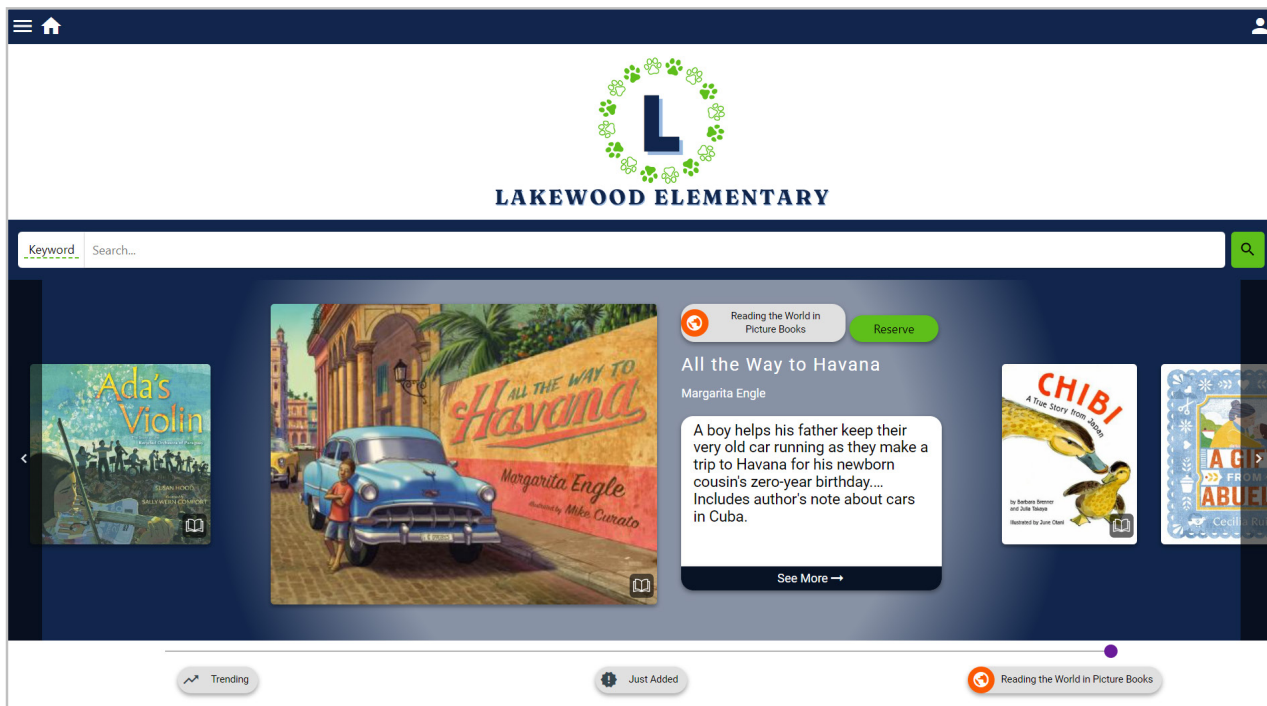 L
LAKEWOOD ELEMENTARY
Keyword
Search...
Ada's
Violin
SUSAN HOOD
SALLY WERN COMPORT
ALL THE WAY TO
Havana
Margarita Engle
illustrated by Mike Curato
Reading the World in
Picture Books
Reserve
All the Way to Havana
Margarita Engle
A boy helps his father keep their
very old car running as they make a
trip to Havana for his newborn
cousin's zero-year birthday....
Includes author's note about cars
in Cuba.
See More
CHIBI
A True Story from Japan
by Barbara Brenner
and Julia Takaya
Illustrated by June Otani
FROM
ABUEL
Cecilia Rui
Trending
Just Added
Reading the World in Picture Books